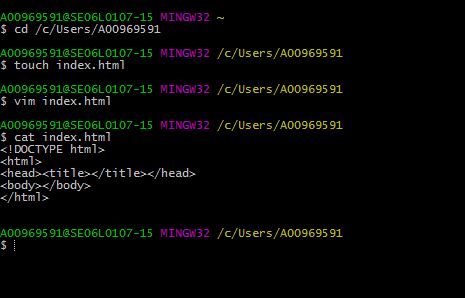 A00969591@SE06L0107-15 MINGW32 ~
$ cd /c/Users/A00969591
A00969591@SE06L0107-15 MINGW32 /c/Users/A00969591
$ touch index.html
A00969591@SE06L0107-15 MINGW32 /c/Users/A00969591
$ vim index.html
A00969591@SE06L0107-15 MINGW32 /c/Users/A00969591
$ cat index.html
<!DOCTYPE html>
<html>
<head><title></title></head>
<body></body>
</html>
A00969591@SE06L0107-15 MINGW32 /c/Users/A00969591
$